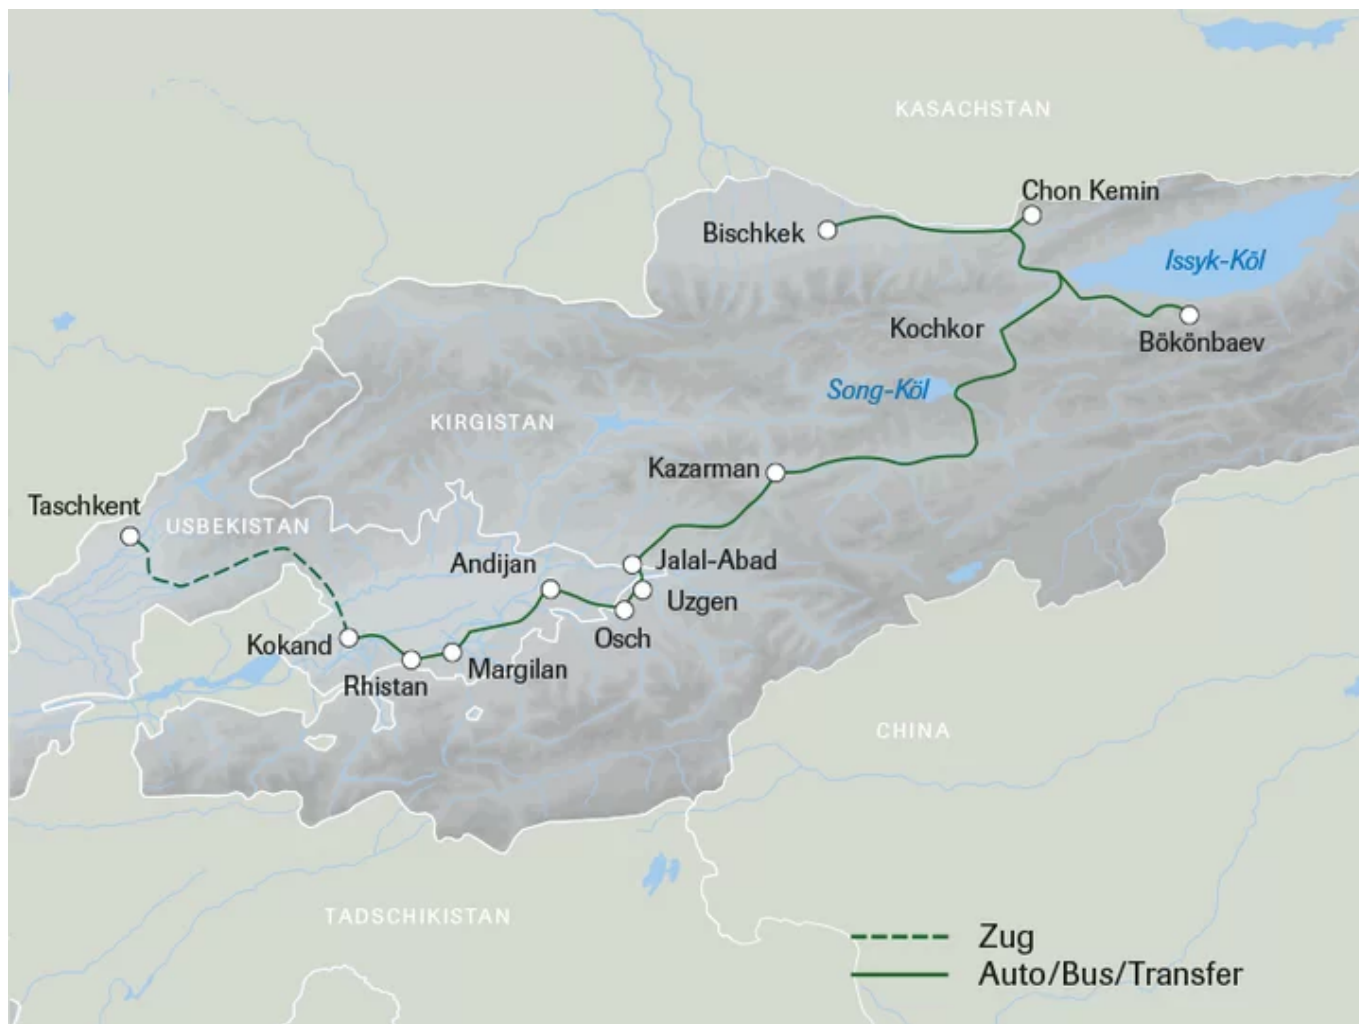 KASACHSTAN
Chon Kemin
Bischkek
Issyk-Köl
Kochkor
Bökönbaev
Song-Köl
KIRGISTAN
Kazarman
Taschkent
USBEKISTAN
Andijan
Jalal-Abad
Uzgen
Osch
Kokand
Margilan
Rhistan
CHINA
TADSCHIKISTAN
Zug
Auto/Bus/Transfer